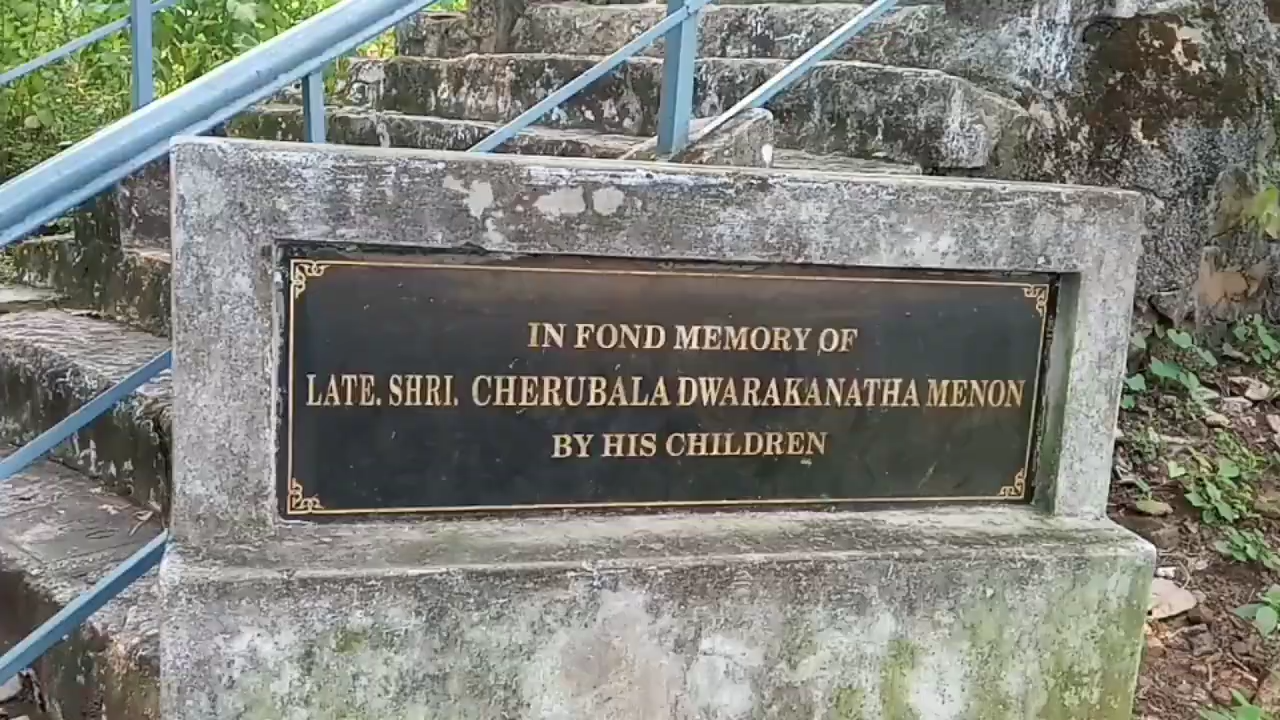 IN FOND MEMORY OF
LATE. SHRI. CHERUBALA DWARAKANATHA MENON
BY HIS CHILDREN